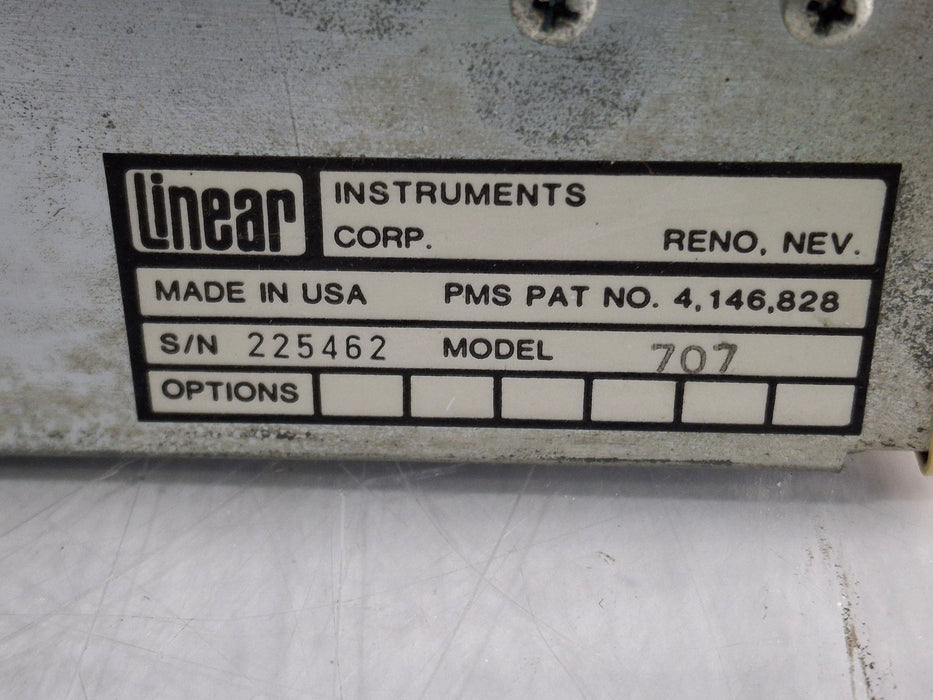 Linear INSTRUMENTS
CORP. RENO, NEV.
MADE IN USA PMS PAT NO. 4,146,828
S/N 225462 MODEL 707
OPTIONS